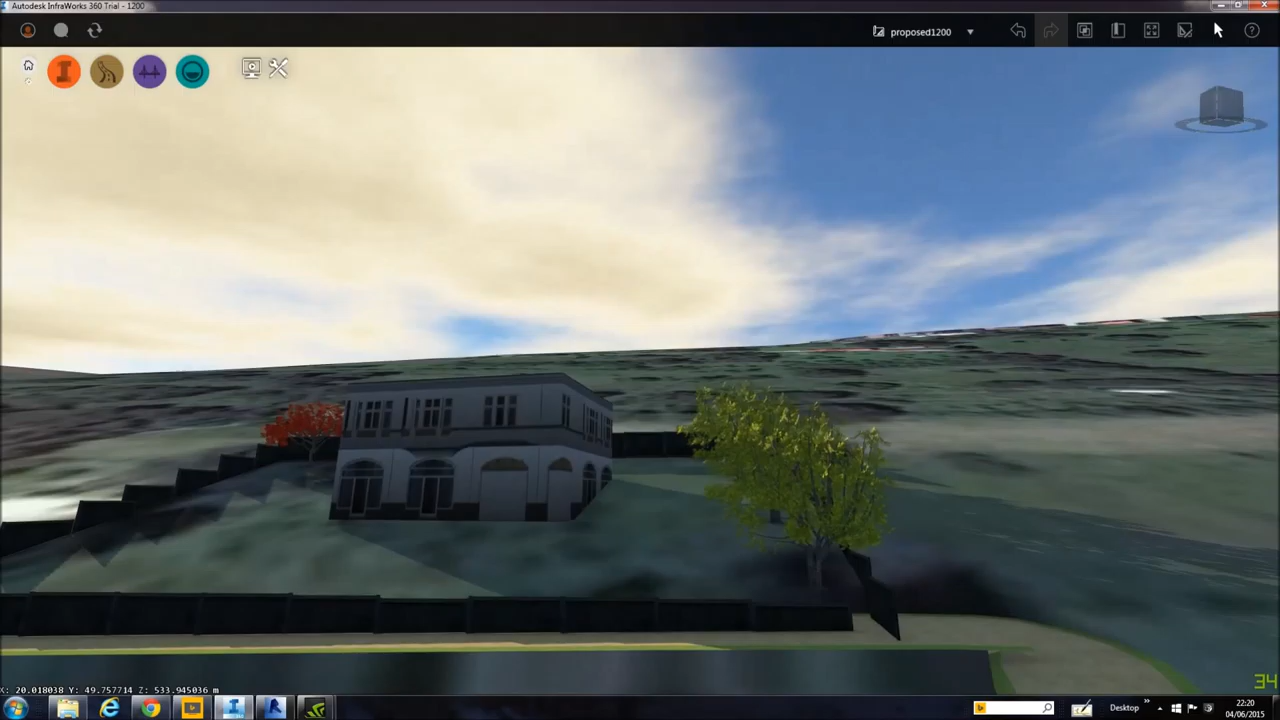 Autodesk InfraWorks 360 Trial - 1200
proposed1200
X: 20.018038 Y: 49.757714 Z: 533.945036 m
34
Desktop
22:20
04/06/2015